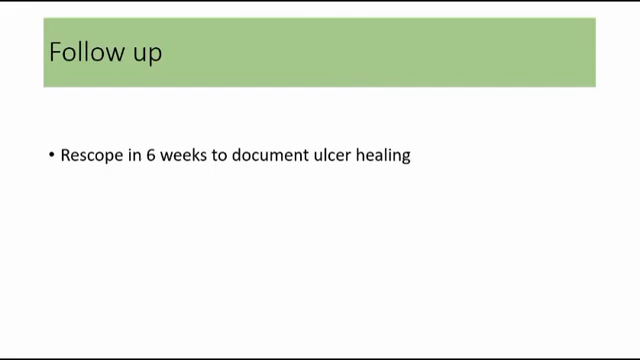 Follow up
• Rescope in 6 weeks to document ulcer healing